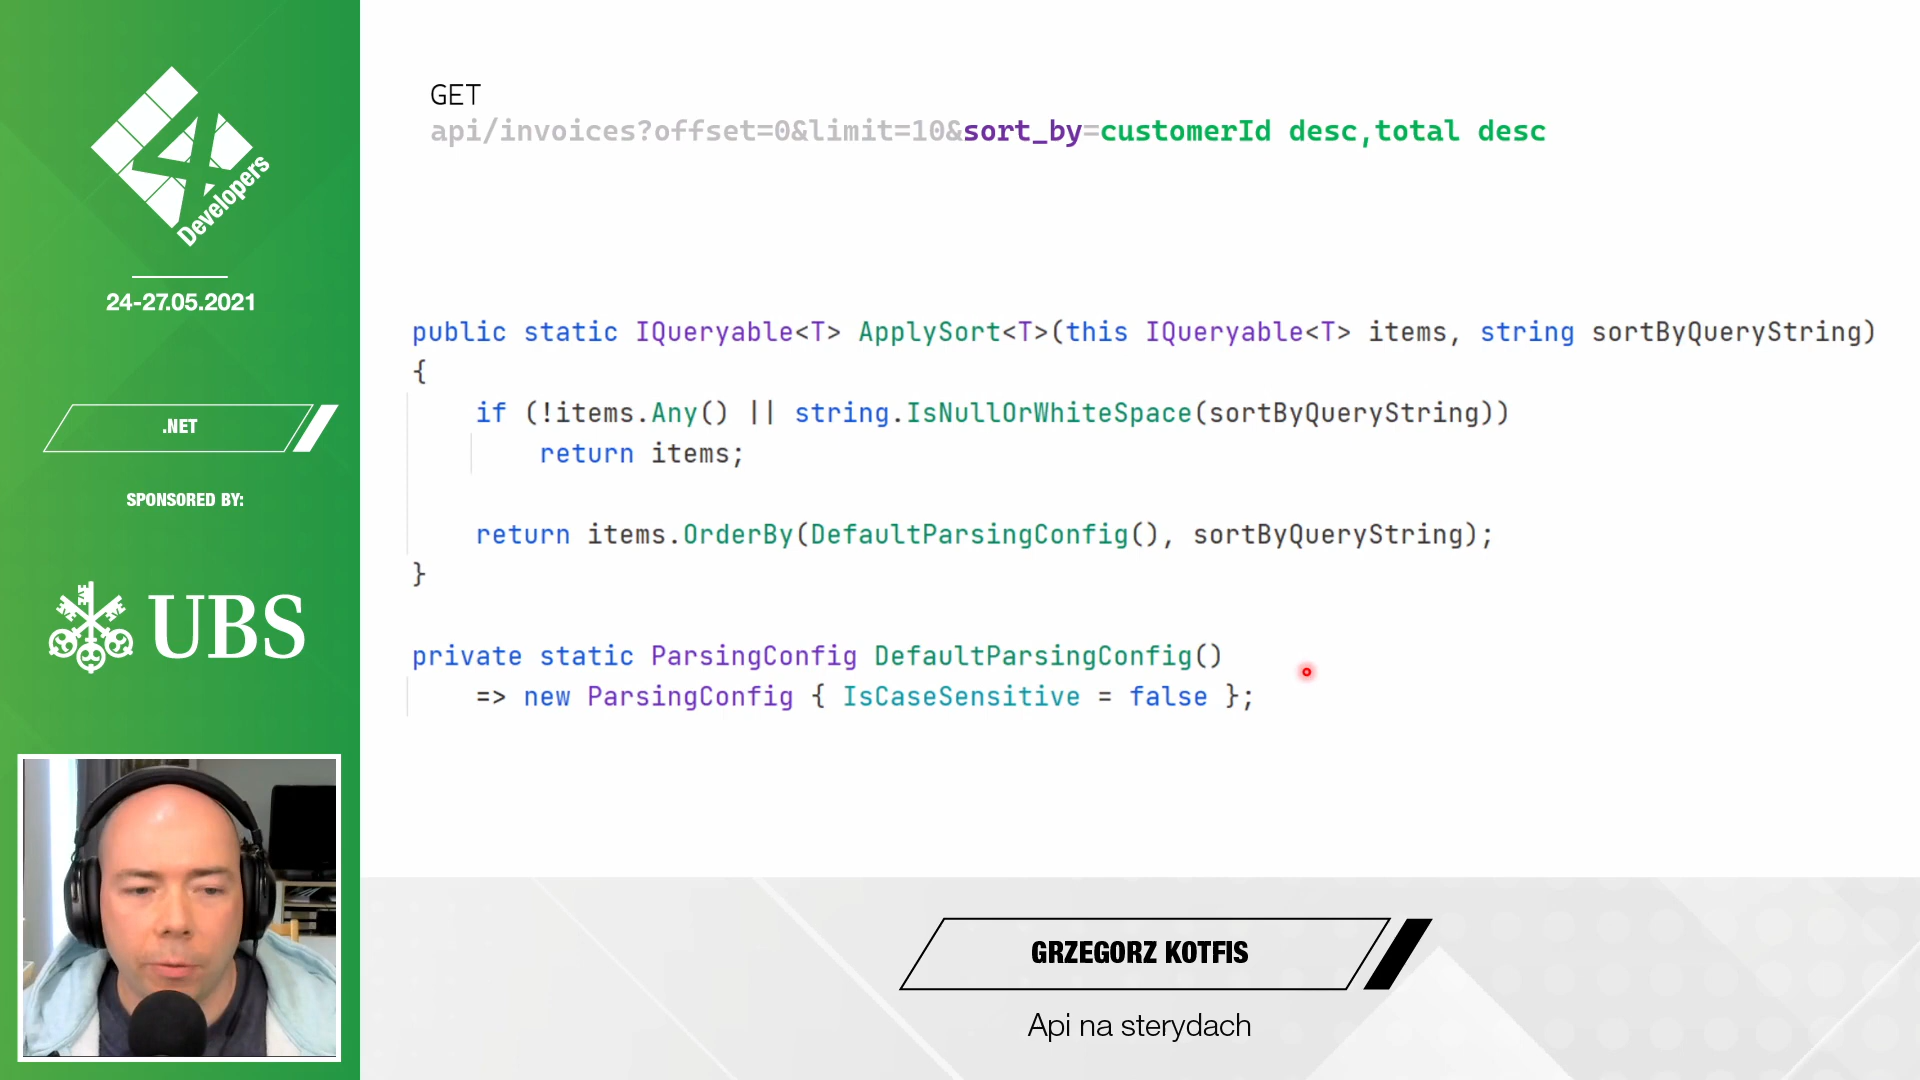 4
Developers
24-27.05.2021
.NET
SPONSORED BY:
UBS
GET
api/invoices?offset=0&limit=10&sort_by=customerId desc,total desc
public static IQueryable<T> ApplySort<T>(this IQueryable<T> items, string sortByQueryString)
{
if (!items.Any() || string.IsNullOrWhiteSpace(sortByQueryString))
return items;
return items.OrderBy(DefaultParsingConfig(), sortByQueryString);
}
private static ParsingConfig DefaultParsingConfig()
=> new ParsingConfig { IsCaseSensitive = false };
GRZEGORZ KOTFIS
Api na sterydach